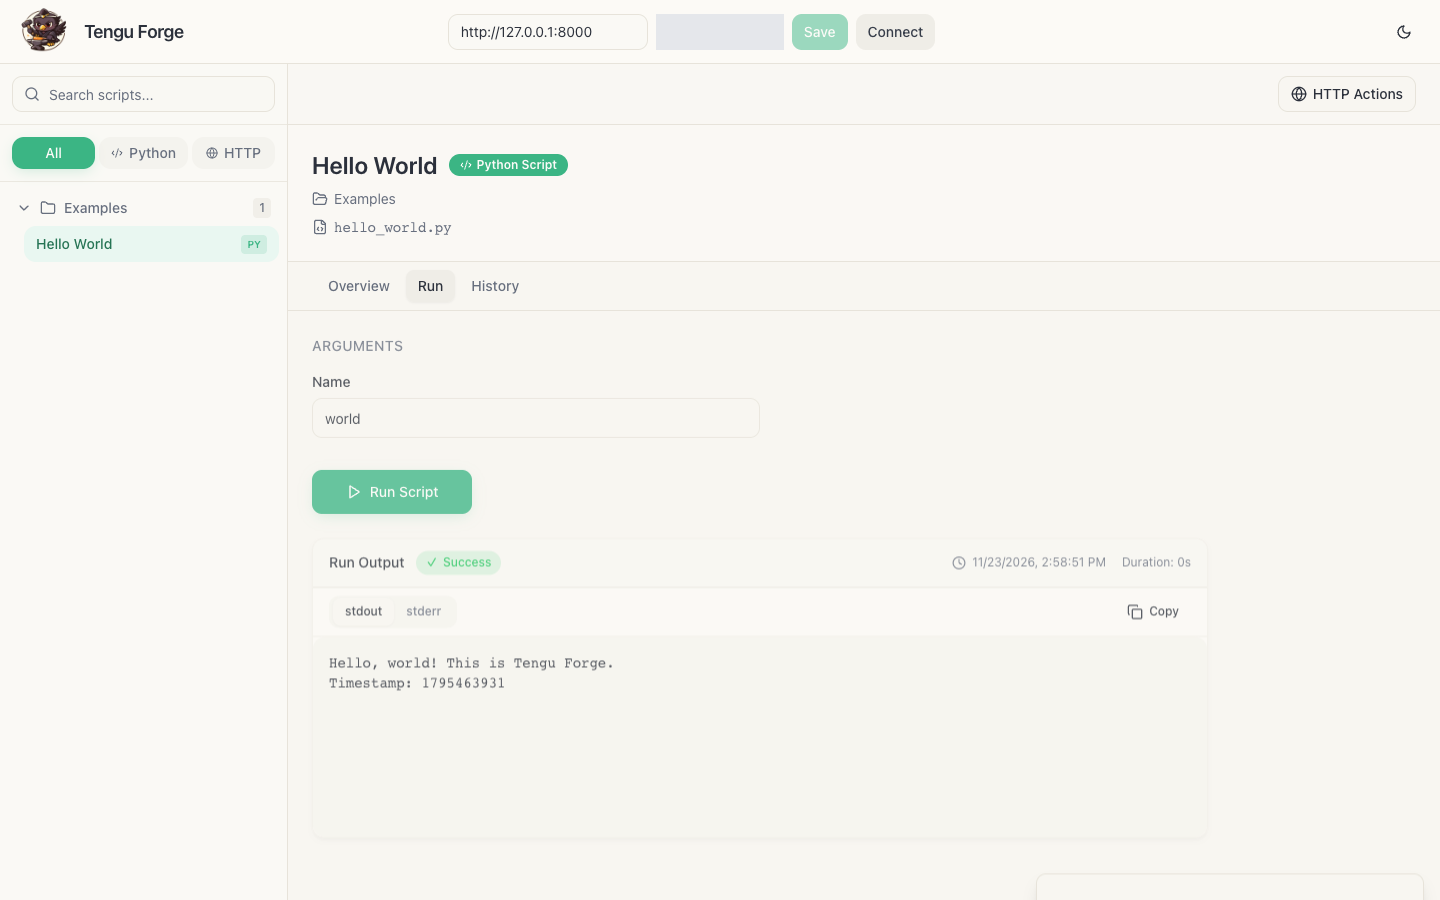 Tengu Forge
http://127.0.0.1:8000
Save
Connect
Search scripts...
HTTP Actions
All
Python
HTTP
Examples
1
Hello World
PY
Hello World
Python Script
Examples
hello_world.py
Overview
Run
History
ARGUMENTS
Name
world
Run Script
Run Output
Success
11/23/2026, 2:58:51 PM
Duration: 0s
stdout
stderr
Copy
Hello, world! This is Tengu Forge.
Timestamp: 1795463931